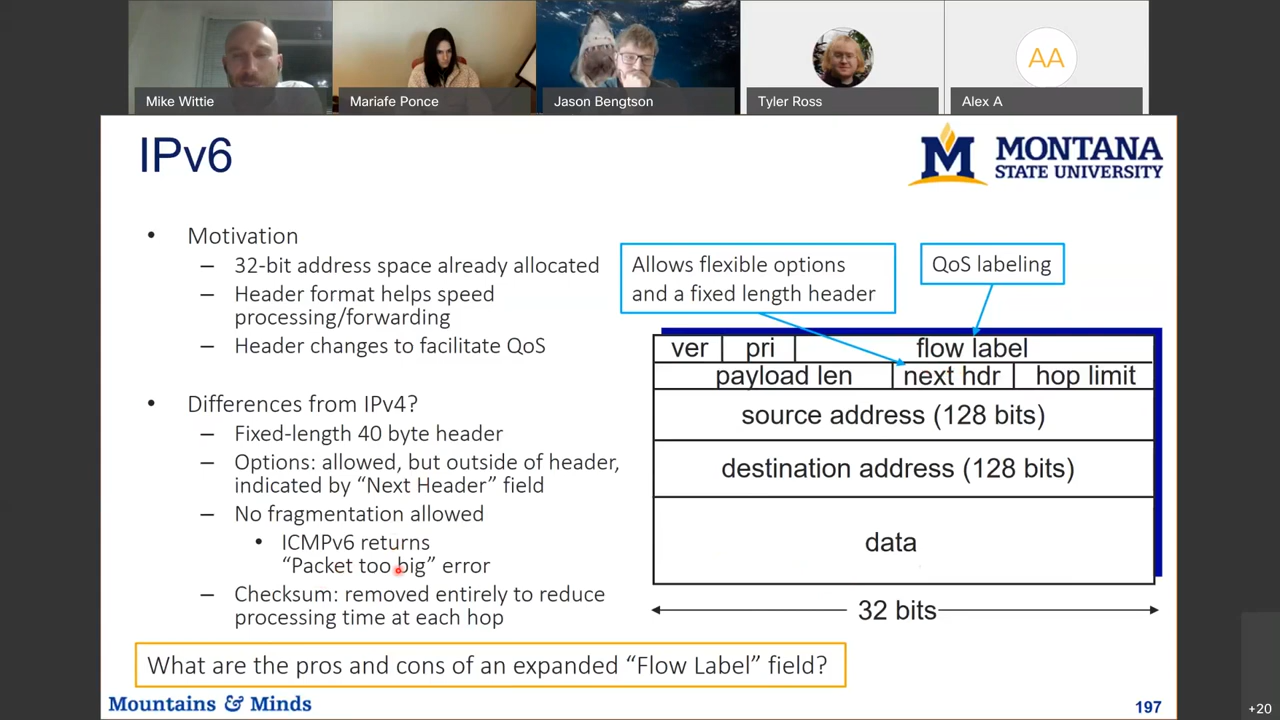 Mike Wittie
Mariafe Ponce
Jason Bengtson
Tyler Ross
AA
Alex A
IPv6
M MONTANA
STATE UNIVERSITY
• Motivation
– 32-bit address space already allocated
– Header format helps speed
processing/forwarding
– Header changes to facilitate QoS
• Differences from IPv4?
– Fixed-length 40 byte header
– Options: allowed, but outside of header,
indicated by “Next Header” field
– No fragmentation allowed
• ICMPv6 returns
“Packet too big” error
– Checksum: removed entirely to reduce
processing time at each hop
Allows flexible options
and a fixed length header
QoS labeling
ver pri flow label
payload len next hdr hop limit
source address (128 bits)
destination address (128 bits)
data
32 bits
What are the pros and cons of an expanded “Flow Label” field?
Mountains & Minds
197
+20